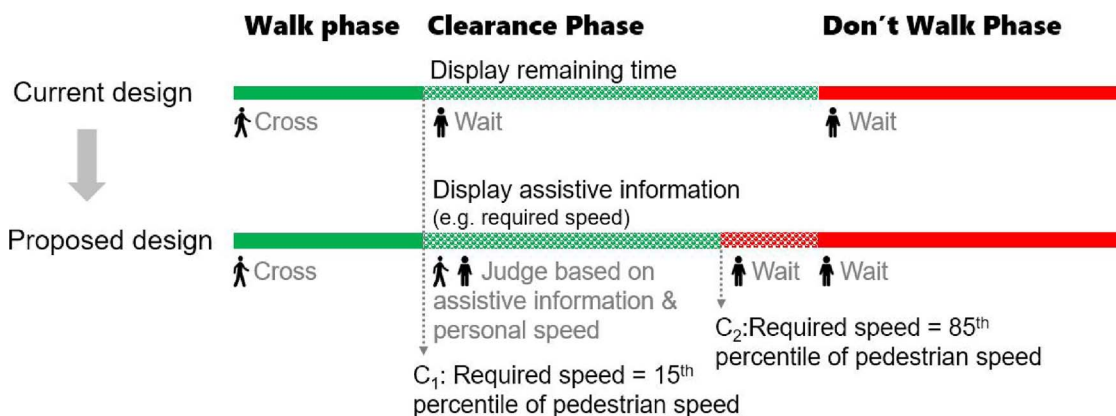 Walk phase Clearance Phase Don't Walk Phase
Display remaining time
Current design
Cross Wait Wait
Display assistive information
(e.g. required speed)
Proposed design
Cross Judge based on Wait Wait
assistive information &
personal speed
C₂:Required speed = 85ᵗʰ
percentile of pedestrian speed
C₁: Required speed = 15ᵗʰ
percentile of pedestrian speed